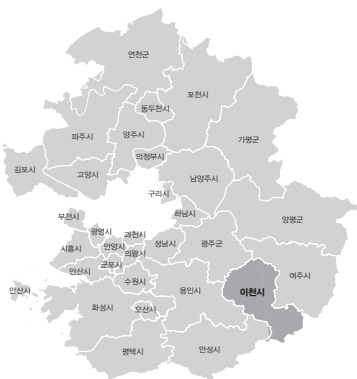 연천군
포천시
동두천시
가평군
파주시
양주시
의정부시
김포시
고양시
남양주시
구리시
하남시
양평군
부천시
광명시
과천시
시흥시
안양시
성남시
광주군
의왕시
군포시
안산시
여주시
수원시
안산시
용인시
이천시
화성시
오산시
평택시
안성시